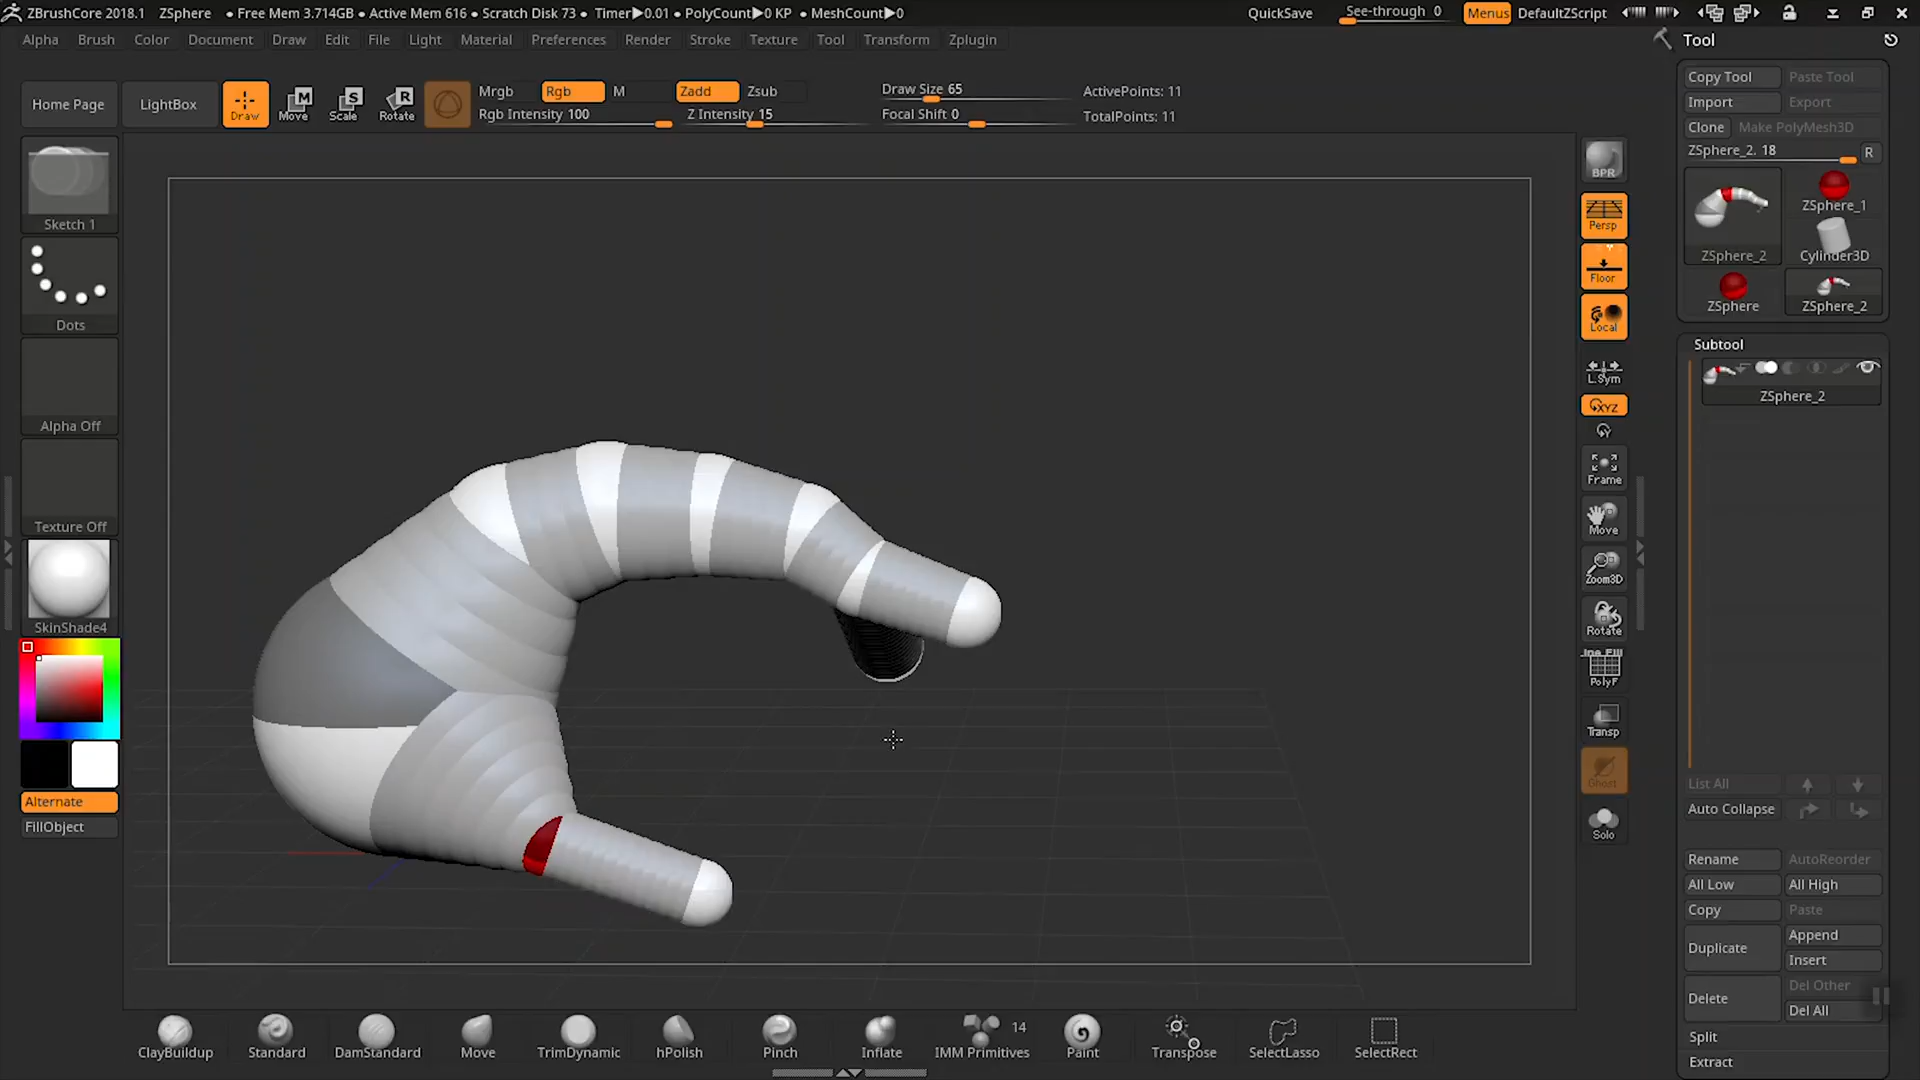 ZBrushCore 2018.1 ZSphere • Free Mem 3.714GB • Active Mem 616 • Scratch Disk 73 • Timer▶0.01 • PolyCount▶0 KP • MeshCount▶0 QuickSave See-through 0 Menus DefaultZScript
Alpha Brush Color Document Draw Edit File Light Material Preferences Render Stroke Texture Tool Transform Zplugin
Tool
Home Page LightBox Draw Move Scale Rotate
M S R
Mrgb Rgb M Zadd Zsub
Rgb Intensity 100 Z Intensity 15
Draw Size 65 ActivePoints: 11
Focal Shift 0 TotalPoints: 11
Copy Tool Paste Tool
Import Export
Clone Make PolyMesh3D
ZSphere_2. 18 R
ZSphere_2 ZSphere_1
Cylinder3D
ZSphere ZSphere_2
Sketch 1
Dots
Alpha Off
Texture Off
SkinShade4
Alternate
FillObject
BPR
Persp
Floor
Local
L.Sym
XYZ
Y
Frame
Move
Zoom3D
Rotate
Line Fill
PolyF
Transp
Ghost
Solo
Subtool
ZSphere_2
List All
Auto Collapse
Rename AutoReorder
All Low All High
Copy Paste
Duplicate Append
Insert
Delete Del Other
Del All
Split
Extract
ClayBuildup Standard DamStandard Move TrimDynamic hPolish Pinch Inflate IMM Primitives 14 Paint Transpose SelectLasso SelectRect